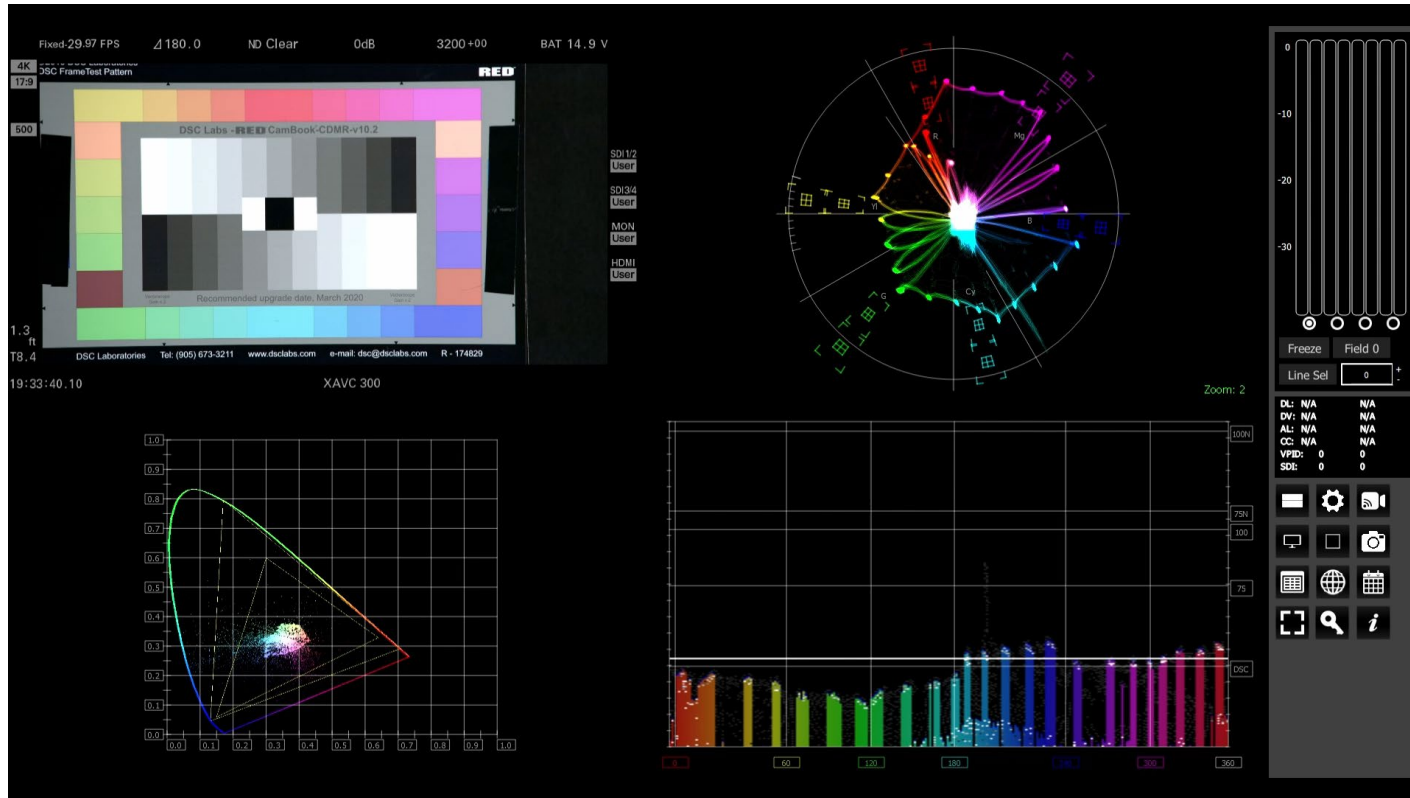 Fixed-29.97 FPS ⊿180.0 ND Clear 0dB 3200+00 BAT 14.9 V
4K
17:9
500
DSC FrameTest Pattern
RED
DSC Labs -RED CamBook-CDMR-v10.2
SDI1/2
User
SDI3/4
User
MON
User
HDMI
User
Recommended upgrade date, March 2020
1.3
ft
T8.4
DSC Laboratories Tel: (905) 673-3211 www.dsclabs.com e-mail: dsc@dsclabs.com R - 174829
19:33:40.10 XAVC 300
R
Mg
Yl
B
G
Cy
Zoom: 2
0
-10
-20
-30
Freeze Field 0
Line Sel 0 + -
DL: N/A N/A
DV: N/A N/A
AL: N/A N/A
CC: N/A N/A
VPID: 0 0
SDI: 0 0
1.0
0.9
0.8
0.7
0.6
0.5
0.4
0.3
0.2
0.1
0.0
0.0 0.1 0.2 0.3 0.4 0.5 0.6 0.7 0.8 0.9 1.0
100N
75N
100
75
DSC
0 60 120 180 300 360
i